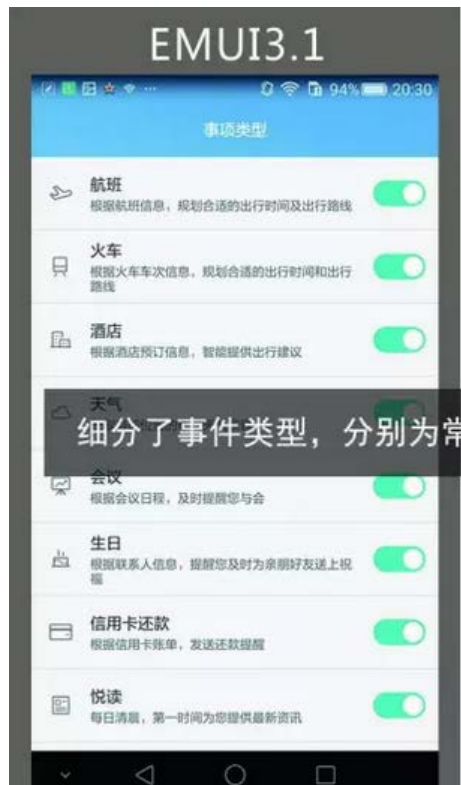 EMUI3.1
94% 20:30
事项类型
航班
根据航班信息，规划合适的出行时间及出行路线
火车
根据火车车次信息，规划合适的出行时间和出行
路线
酒店
根据酒店预订信息，智能提供出行建议
天气
细分了事件类型，分别为常
会议
根据会议日程，及时提醒您与会
生日
根据联系人信息，提醒您及时为亲朋好友送上祝
福
信用卡还款
根据信用卡账单，发送还款提醒
悦读
每日清晨，第一时间为您提供最新资讯